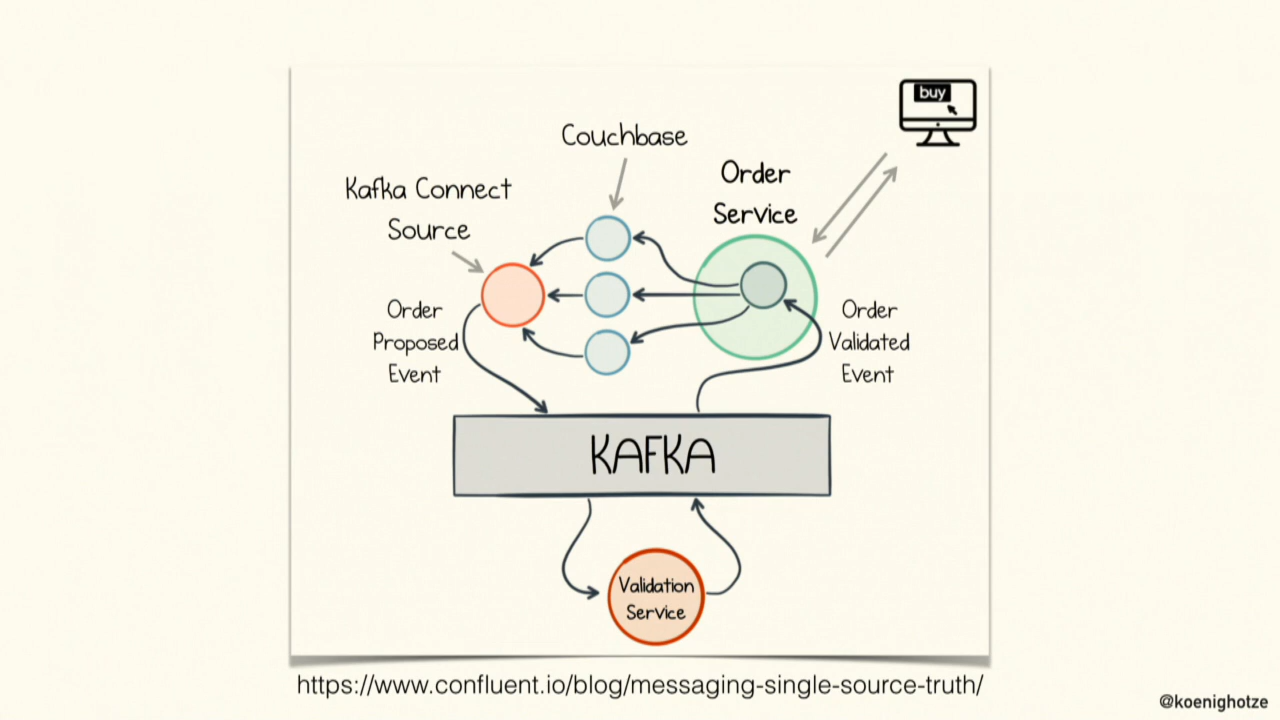 buy
Couchbase
Order
Service
Kafka Connect
Source
Order
Proposed
Event
Order
Validated
Event
KAFKA
Validation
Service
https://www.confluent.io/blog/messaging-single-source-truth/
@koenighotze